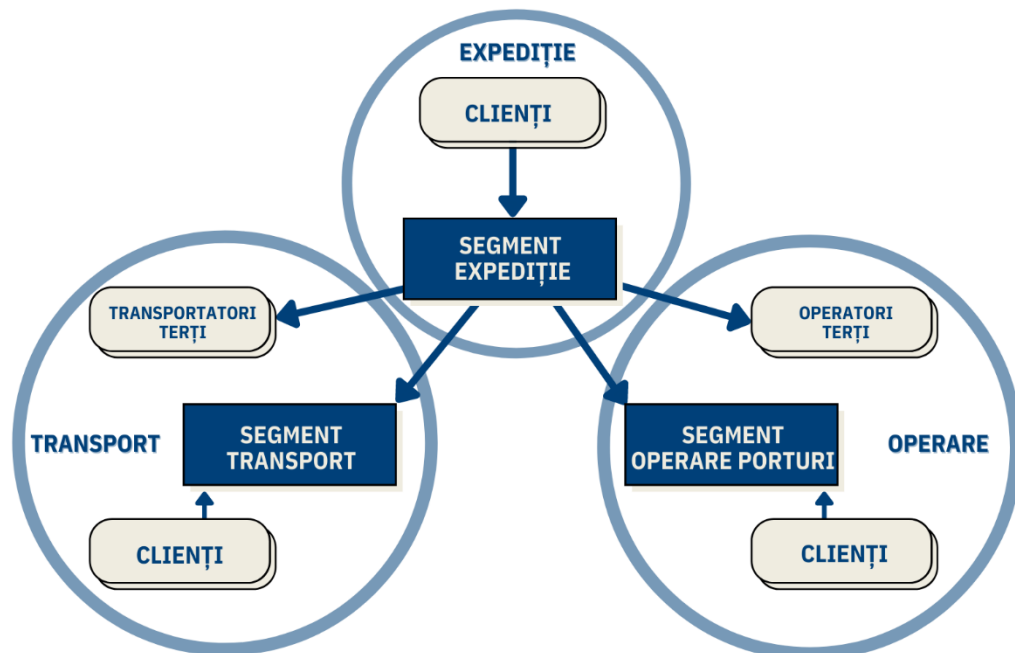 EXPEDIȚIE
CLIENȚI
SEGMENT
EXPEDIȚIE
TRANSPORTATORI
TERȚI
OPERATORI
TERȚI
TRANSPORT
SEGMENT
TRANSPORT
SEGMENT
OPERARE PORTURI
OPERARE
CLIENȚI
CLIENȚI